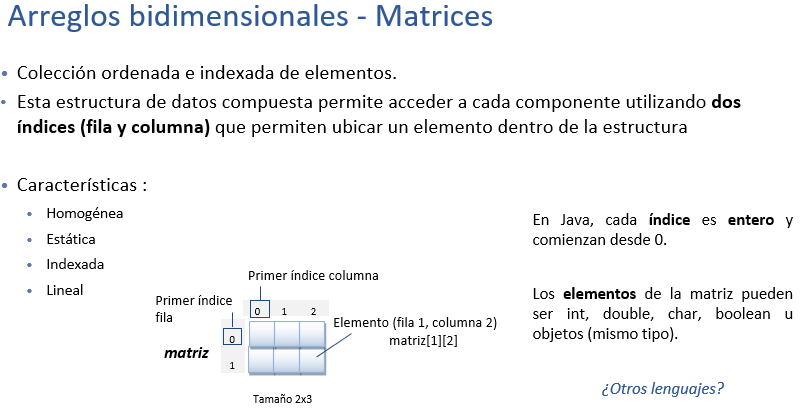 Arreglos bidimensionales - Matrices
• Colección ordenada e indexada de elementos.
• Esta estructura de datos compuesta permite acceder a cada componente utilizando dos
índices (fila y columna) que permiten ubicar un elemento dentro de la estructura
• Características :
• Homogénea
• Estática
• Indexada
• Lineal
En Java, cada índice es entero y
comienzan desde 0.
Los elementos de la matriz pueden
ser int, double, char, boolean u
objetos (mismo tipo).
¿Otros lenguajes?
Primer índice columna
Primer índice
fila
0 1 2
0
1
matriz
Elemento (fila 1, columna 2)
matriz[1][2]
Tamaño 2x3